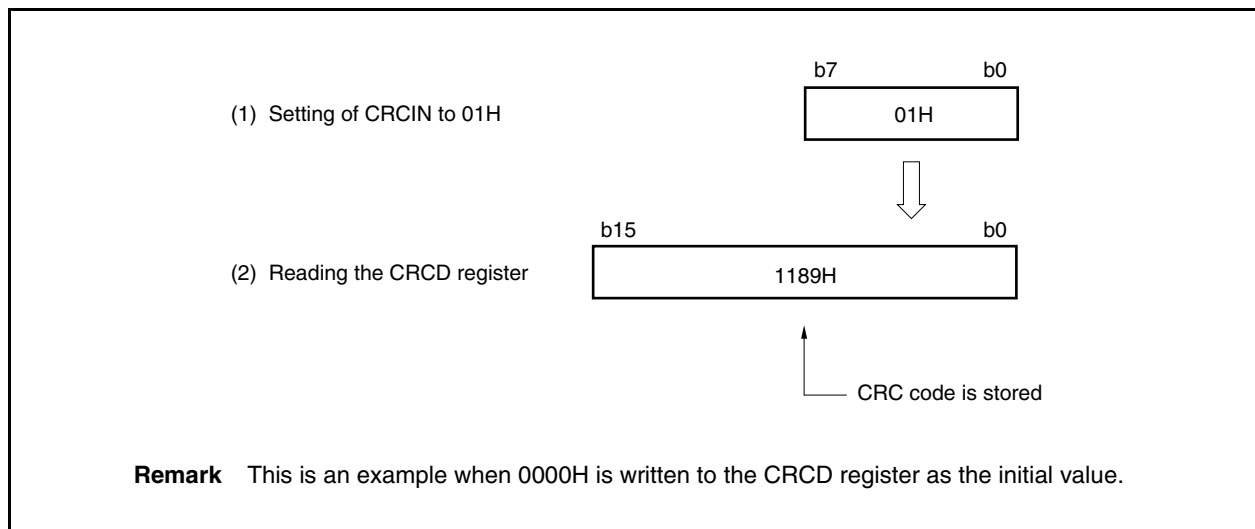 b7 b0
(1) Setting of CRCIN to 01H
01H
b15 b0
(2) Reading the CRCD register
1189H
CRC code is stored
Remark This is an example when 0000H is written to the CRCD register as the initial value.